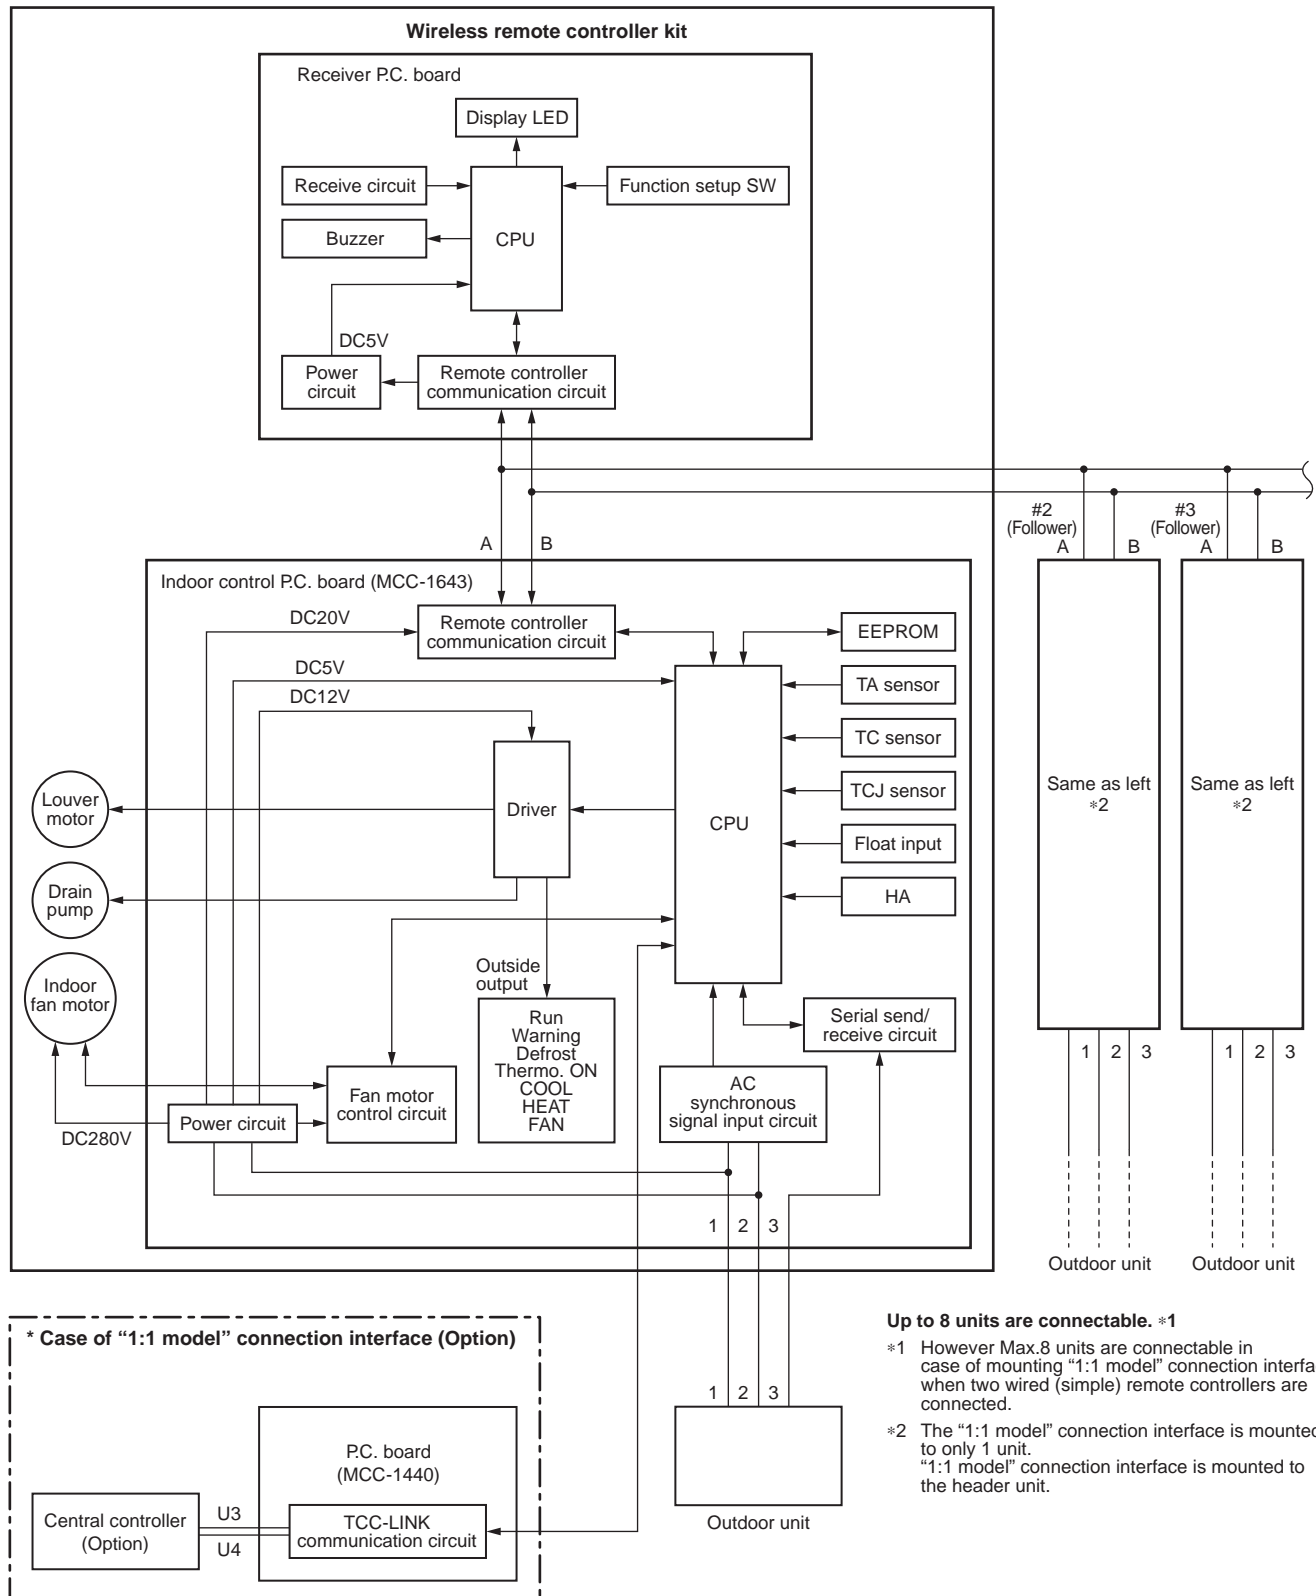 Wireless remote controller kit
Receiver P.C. board
Display LED
Receive circuit
Function setup SW
Buzzer
CPU
DC5V
Power
circuit
Remote controller
communication circuit
#2
(Follower)
#3
(Follower)
A
B
A
B
A
B
Indoor control P.C. board (MCC-1643)
DC20V
Remote controller
communication circuit
EEPROM
DC5V
TA sensor
DC12V
TC sensor
Same as left
*2
Same as left
*2
Louver
motor
Driver
CPU
TCJ sensor
Float input
Drain
pump
HA
Indoor
fan motor
Outside
output
Run
Warning
Defrost
Thermo. ON
COOL
HEAT
FAN
Serial send/
receive circuit
1
2
3
1
2
3
Fan motor
control circuit
AC
synchronous
signal input circuit
Power circuit
DC280V
1
2
3
Outdoor unit
Outdoor unit
* Case of “1:1 model” connection interface (Option)
Up to 8 units are connectable. *1
*1 However Max.8 units are connectable in
case of mounting “1:1 model” connection interfa
when two wired (simple) remote controllers are
connected.
*2 The “1:1 model” connection interface is mounted
to only 1 unit.
“1:1 model” connection interface is mounted to
the header unit.
1
2
3
Outdoor unit
P.C. board
(MCC-1440)
Central controller
(Option)
U3
U4
TCC-LINK
communication circuit